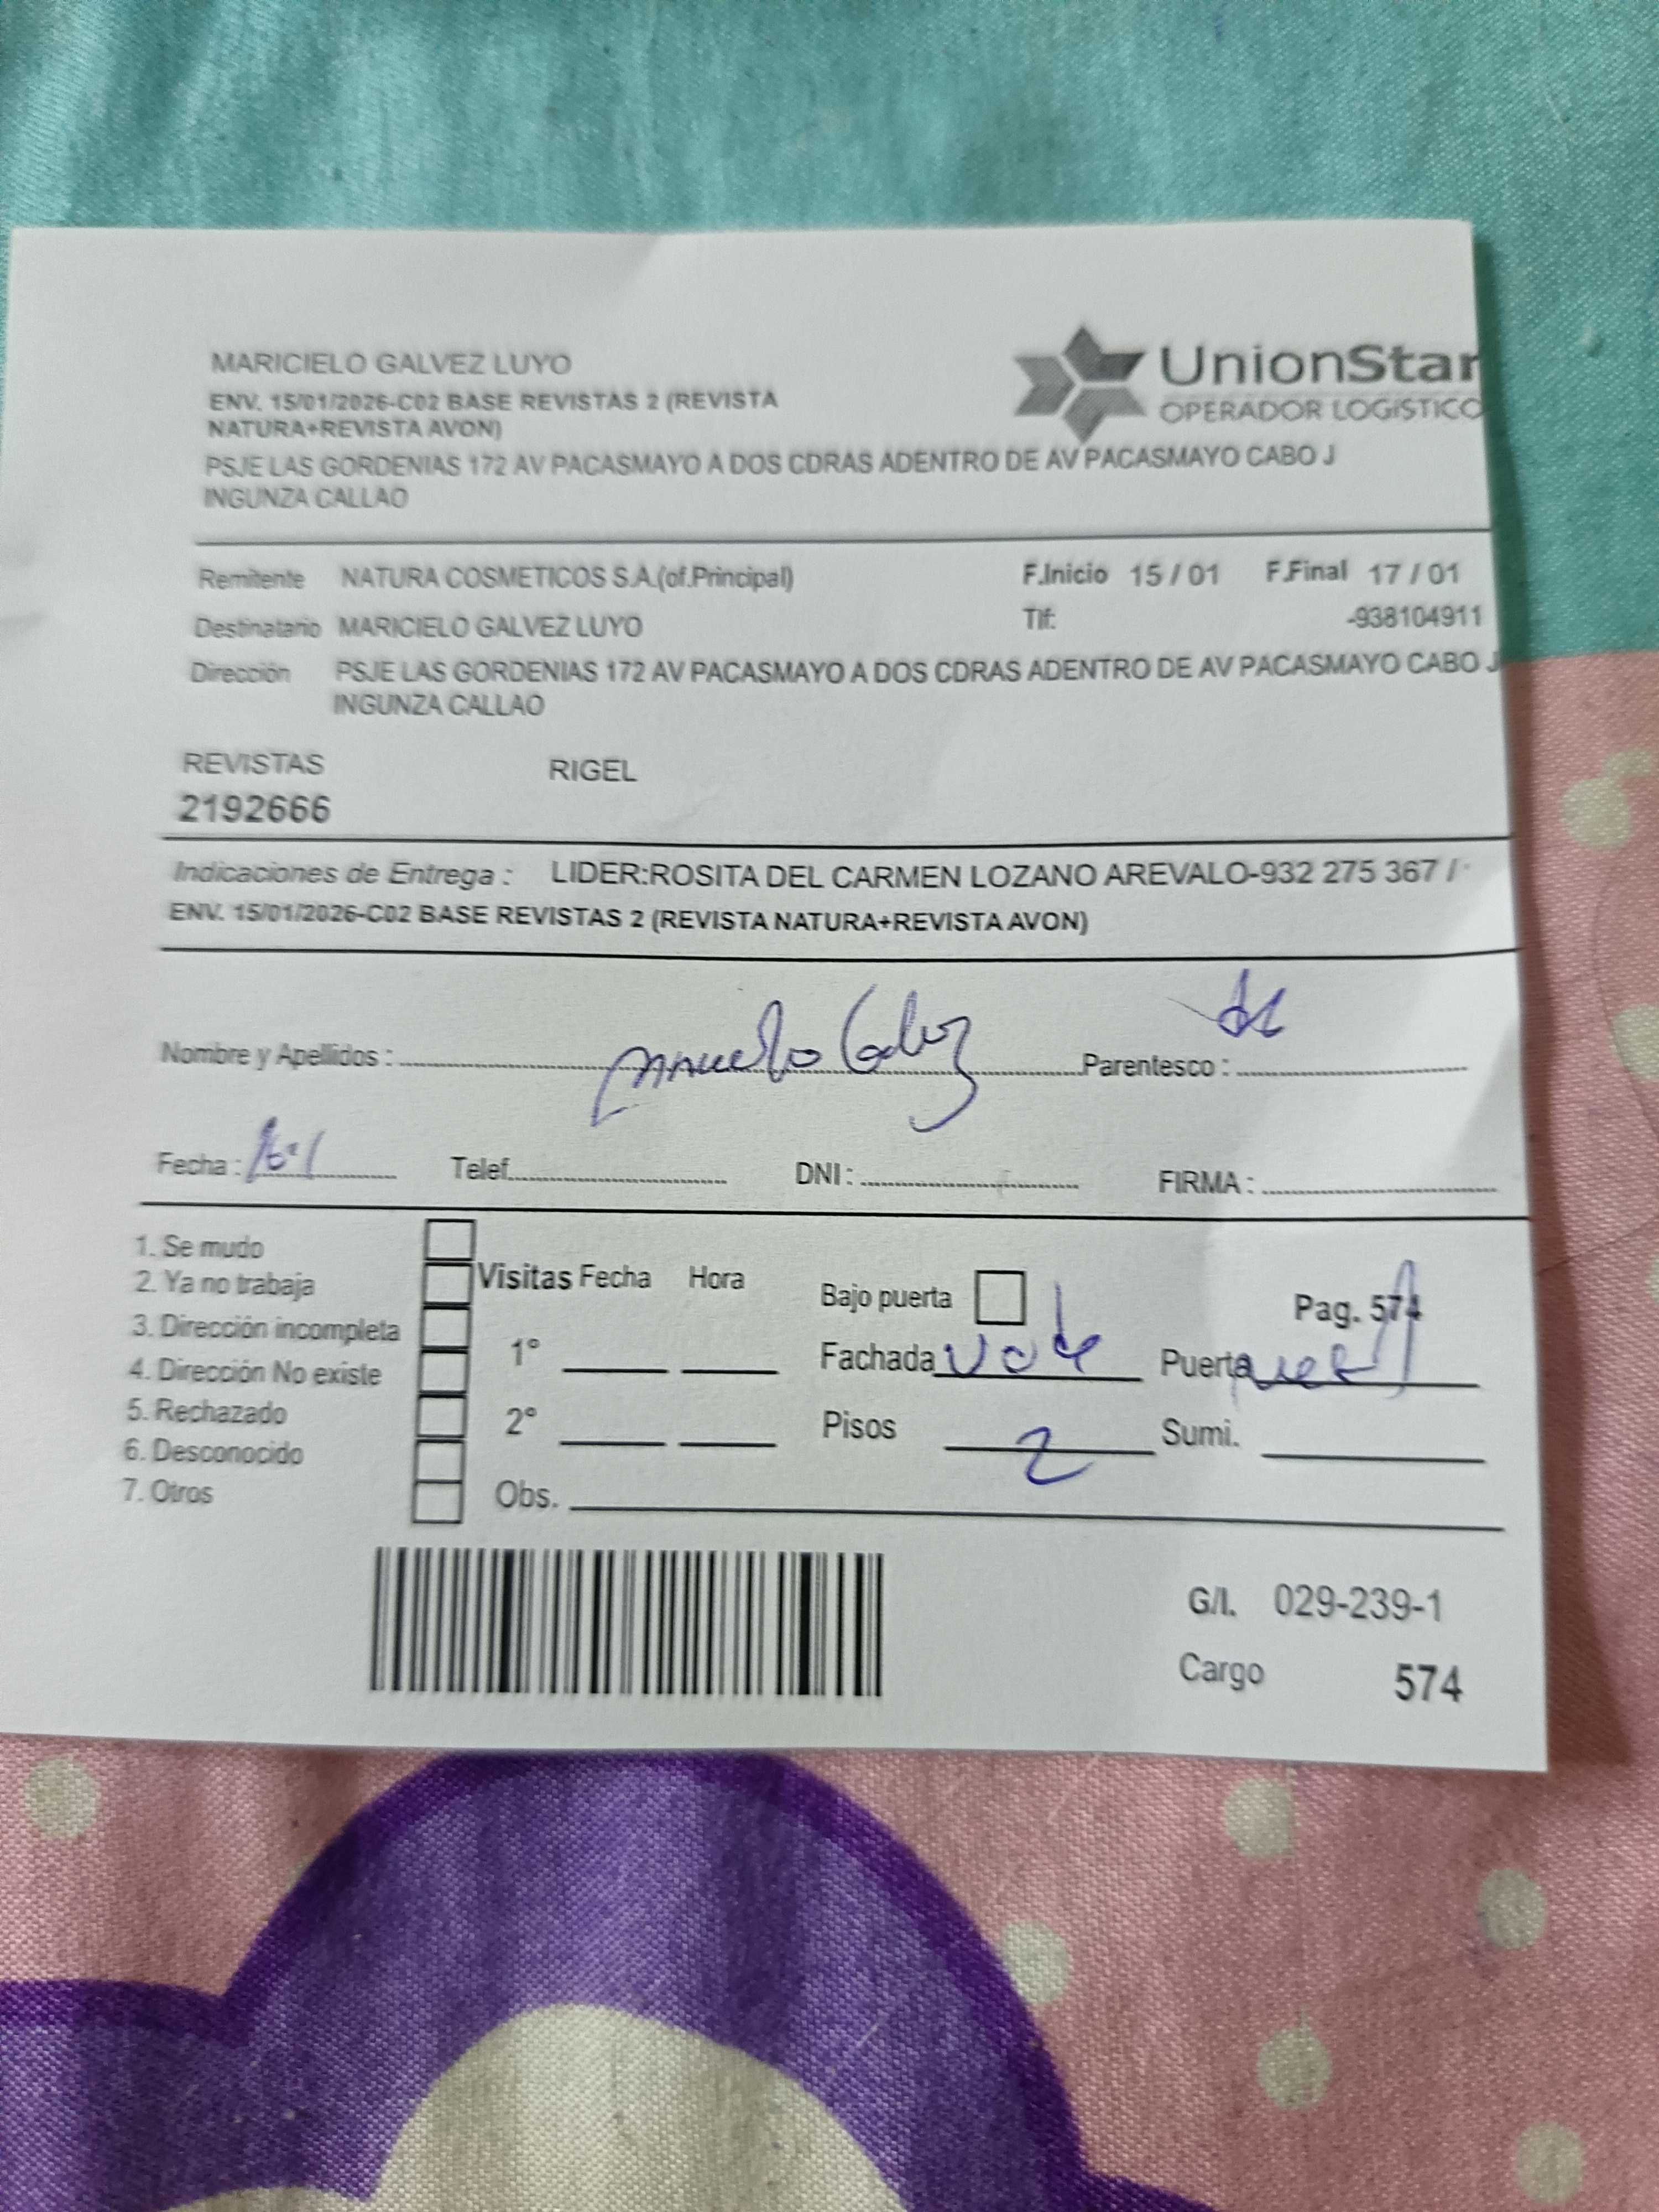 MARICIELO GALVEZ LUYO
ENV. 15/01/2026-C02 BASE REVISTAS 2 (REVISTA
NATURA+REVISTA AVON)
PSJE LAS GORDENIAS 172 AV PACASMAYO A DOS CDRAS ADENTRO DE AV PACASMAYO CABO J
INGUNZA CALLAO
UnionStar
OPERADOR LOGÍSTICO
Remitente NATURA COSMETICOS S.A.(of.Principal) F.Inicio 15 / 01 F.Final 17 / 01
Destinatario MARICIELO GALVEZ LUYO Tlf: -938104911
Dirección PSJE LAS GORDENIAS 172 AV PACASMAYO A DOS CDRAS ADENTRO DE AV PACASMAYO CABO J
INGUNZA CALLAO
REVISTAS RIGEL
2192666
Indicaciones de Entrega : LIDER:ROSITA DEL CARMEN LOZANO AREVALO-932 275 367 /
ENV. 15/01/2026-C02 BASE REVISTAS 2 (REVISTA NATURA+REVISTA AVON)
Nombre y Apellidos : Parentesco :
Fecha : Telef. DNI : FIRMA :
1. Se mudo
2. Ya no trabaja
3. Dirección incompleta
4. Dirección No existe
5. Rechazado
6. Desconocido
7. Otros
Visitas Fecha Hora
1°
2°
Obs.
Bajo puerta Pag. 574
Fachada Puerta
Pisos 2 Sumi.
G/I. 029-239-1
Cargo 574